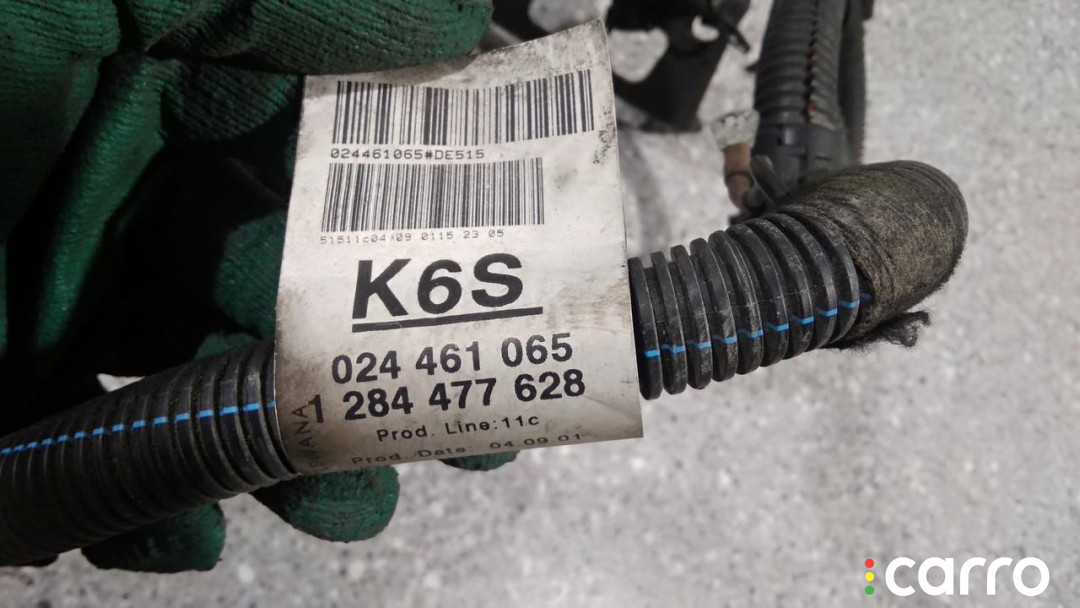 024461065#DE515
51511c04:09 0115 23 05
K6S
024 461 065
1 284 477 628
Prod. Line:11c
Prod. Date: 04.09.01
carro